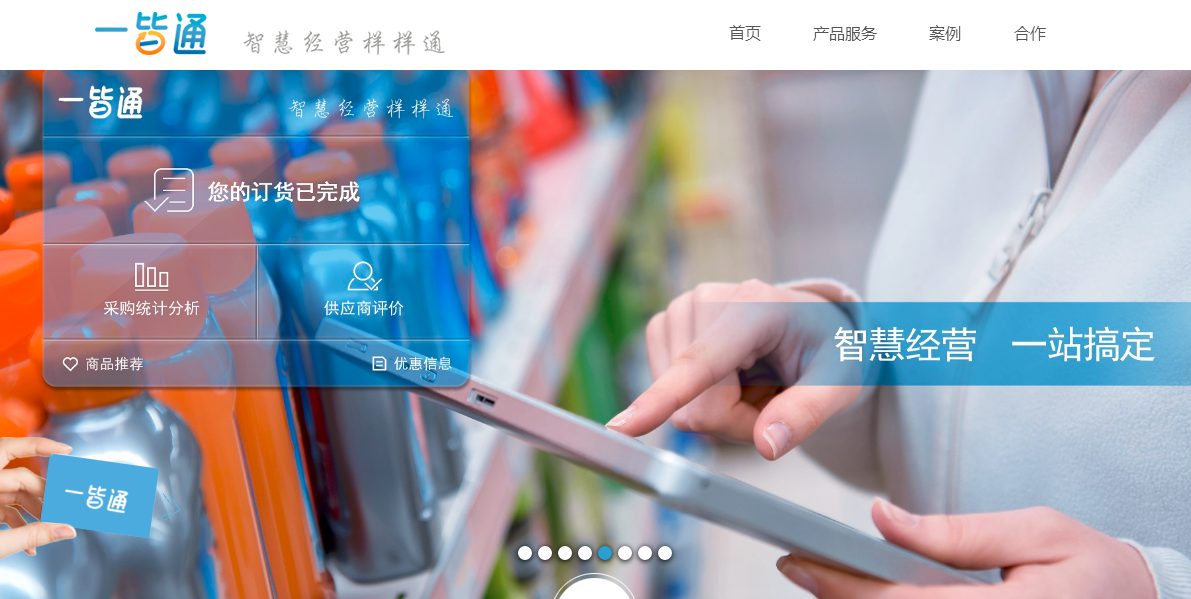 一皆通
智慧经营样样通
首页 产品服务 案例 合作
一皆通
智慧经营样样通
您的订货已完成
采购统计分析 供应商评价
智慧经营 一站搞定
商品推荐 优惠信息
一皆通